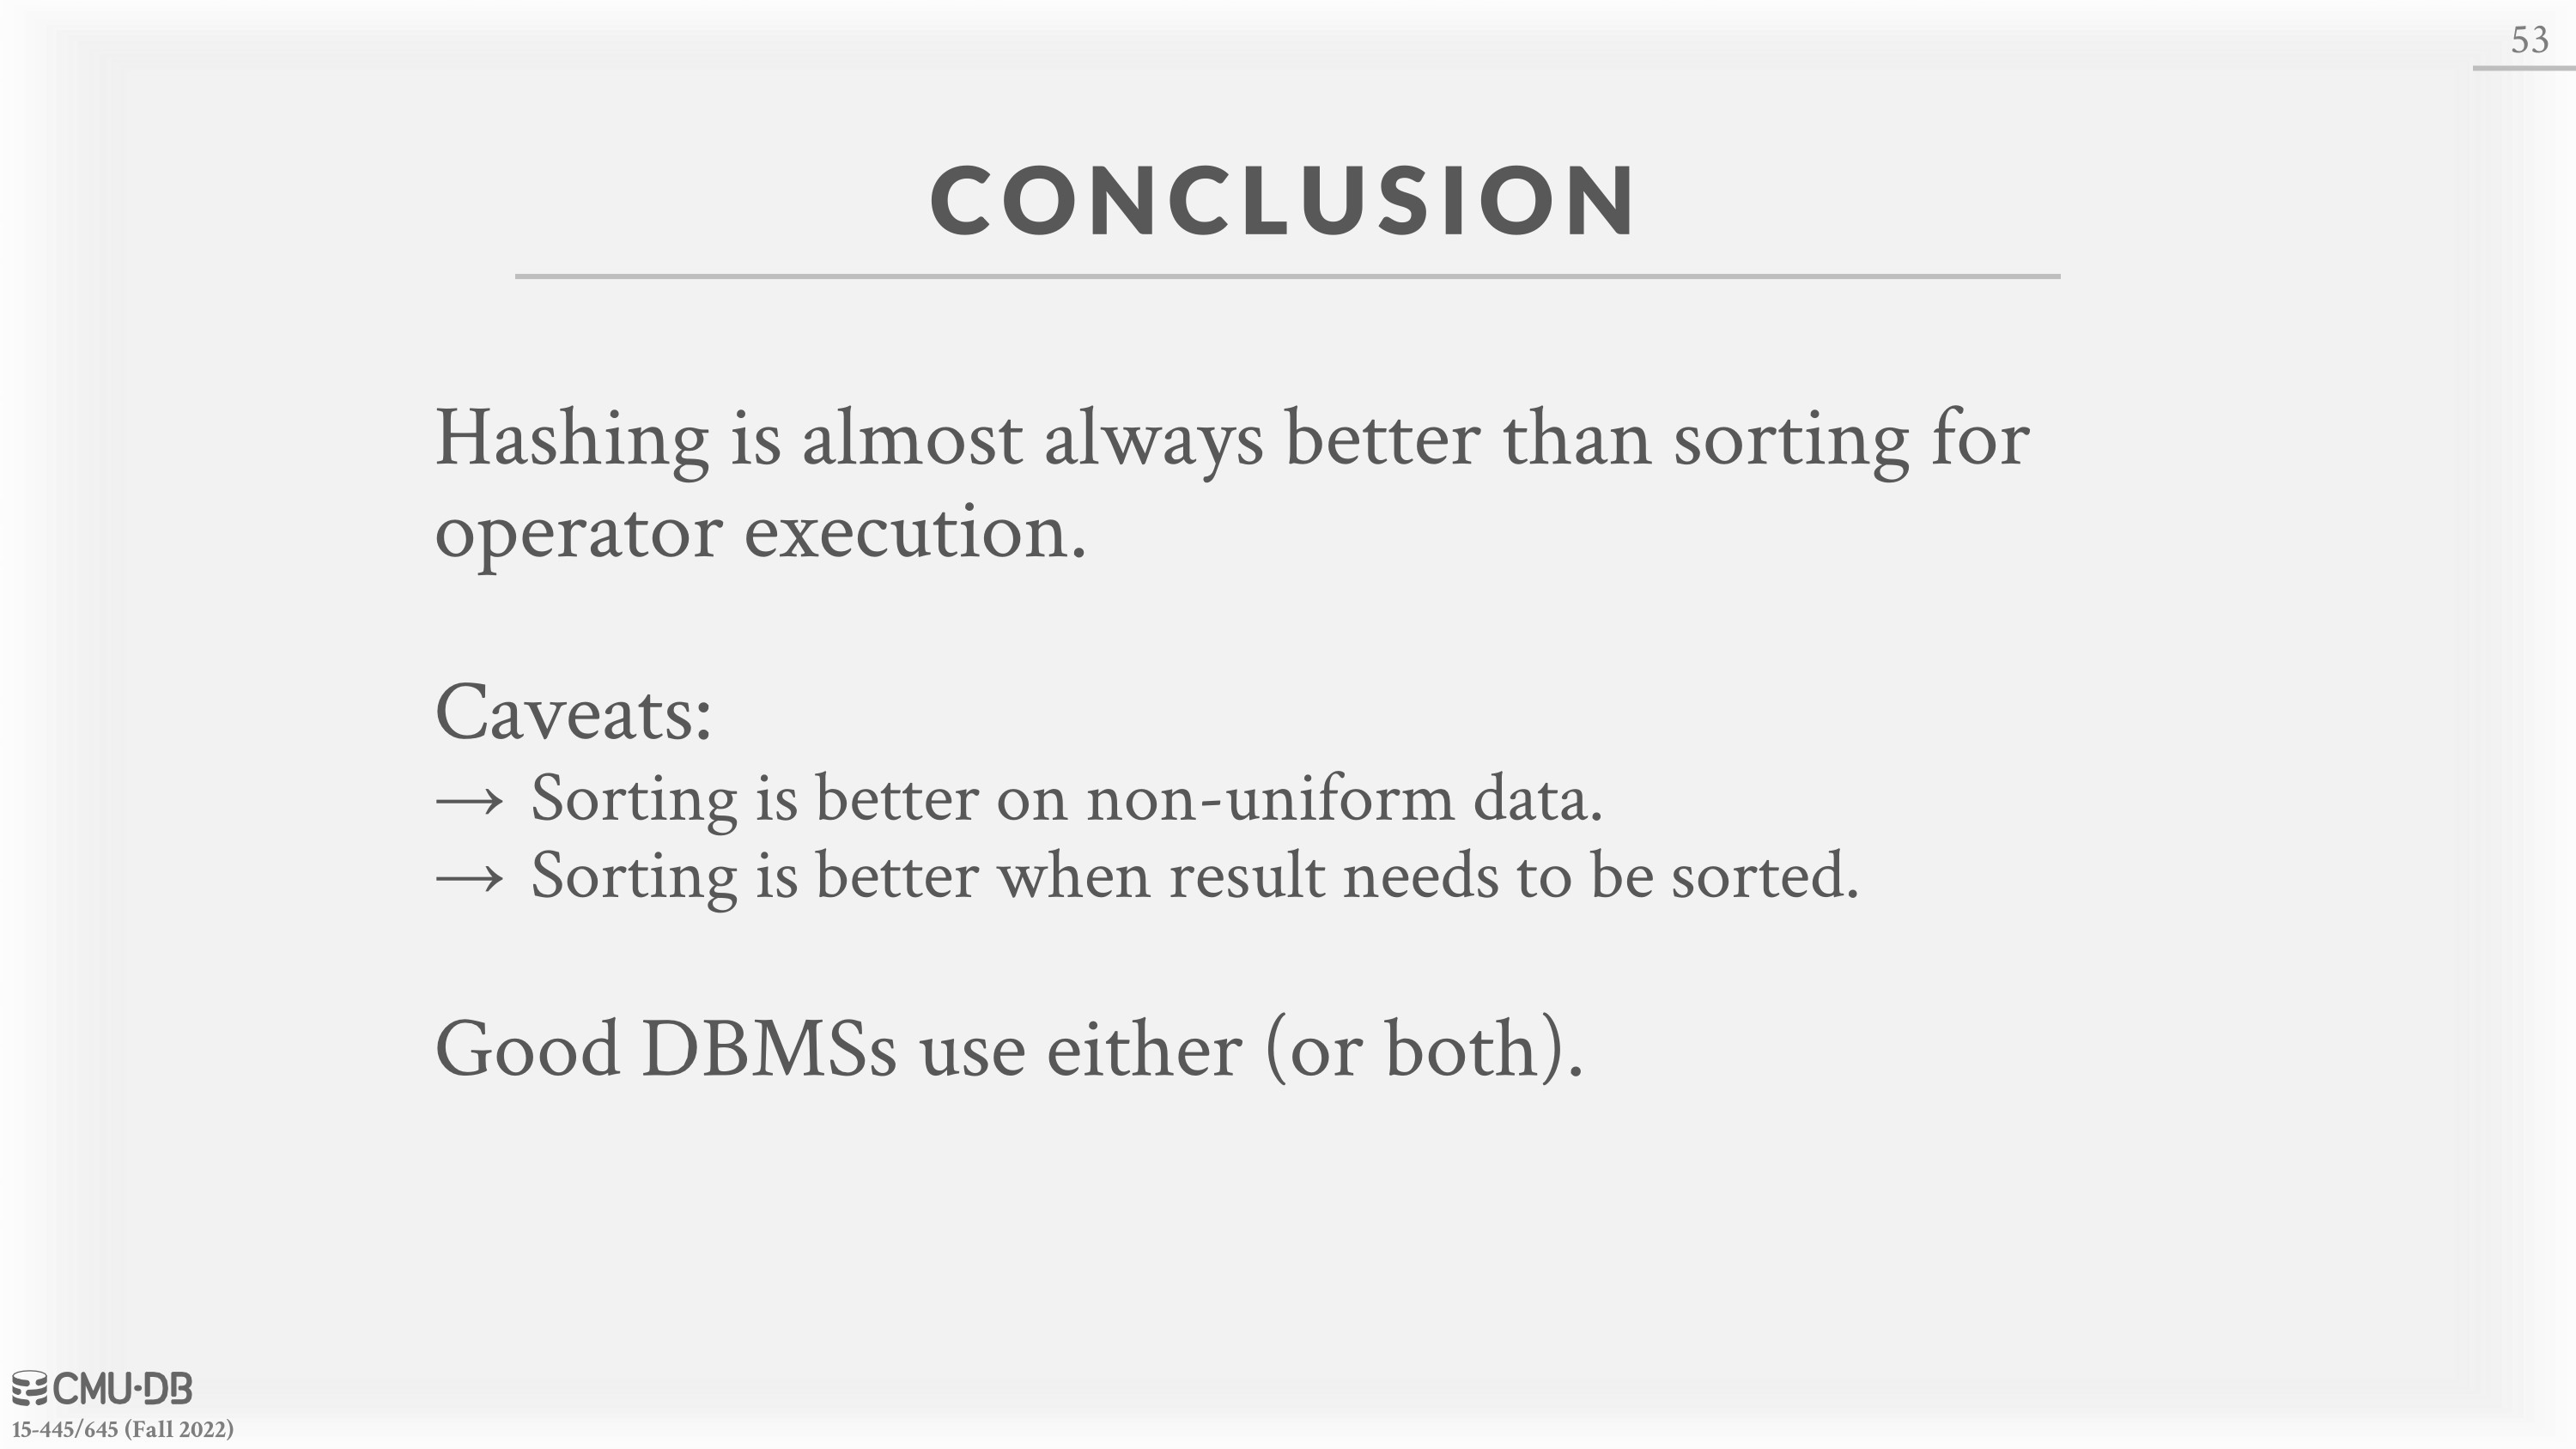 53
CONCLUSION
Hashing is almost always better than sorting for
operator execution.
Caveats:
→ Sorting is better on non-uniform data.
→ Sorting is better when result needs to be sorted.
Good DBMSs use either (or both).
CMU·DB
15-445/645 (Fall 2022)